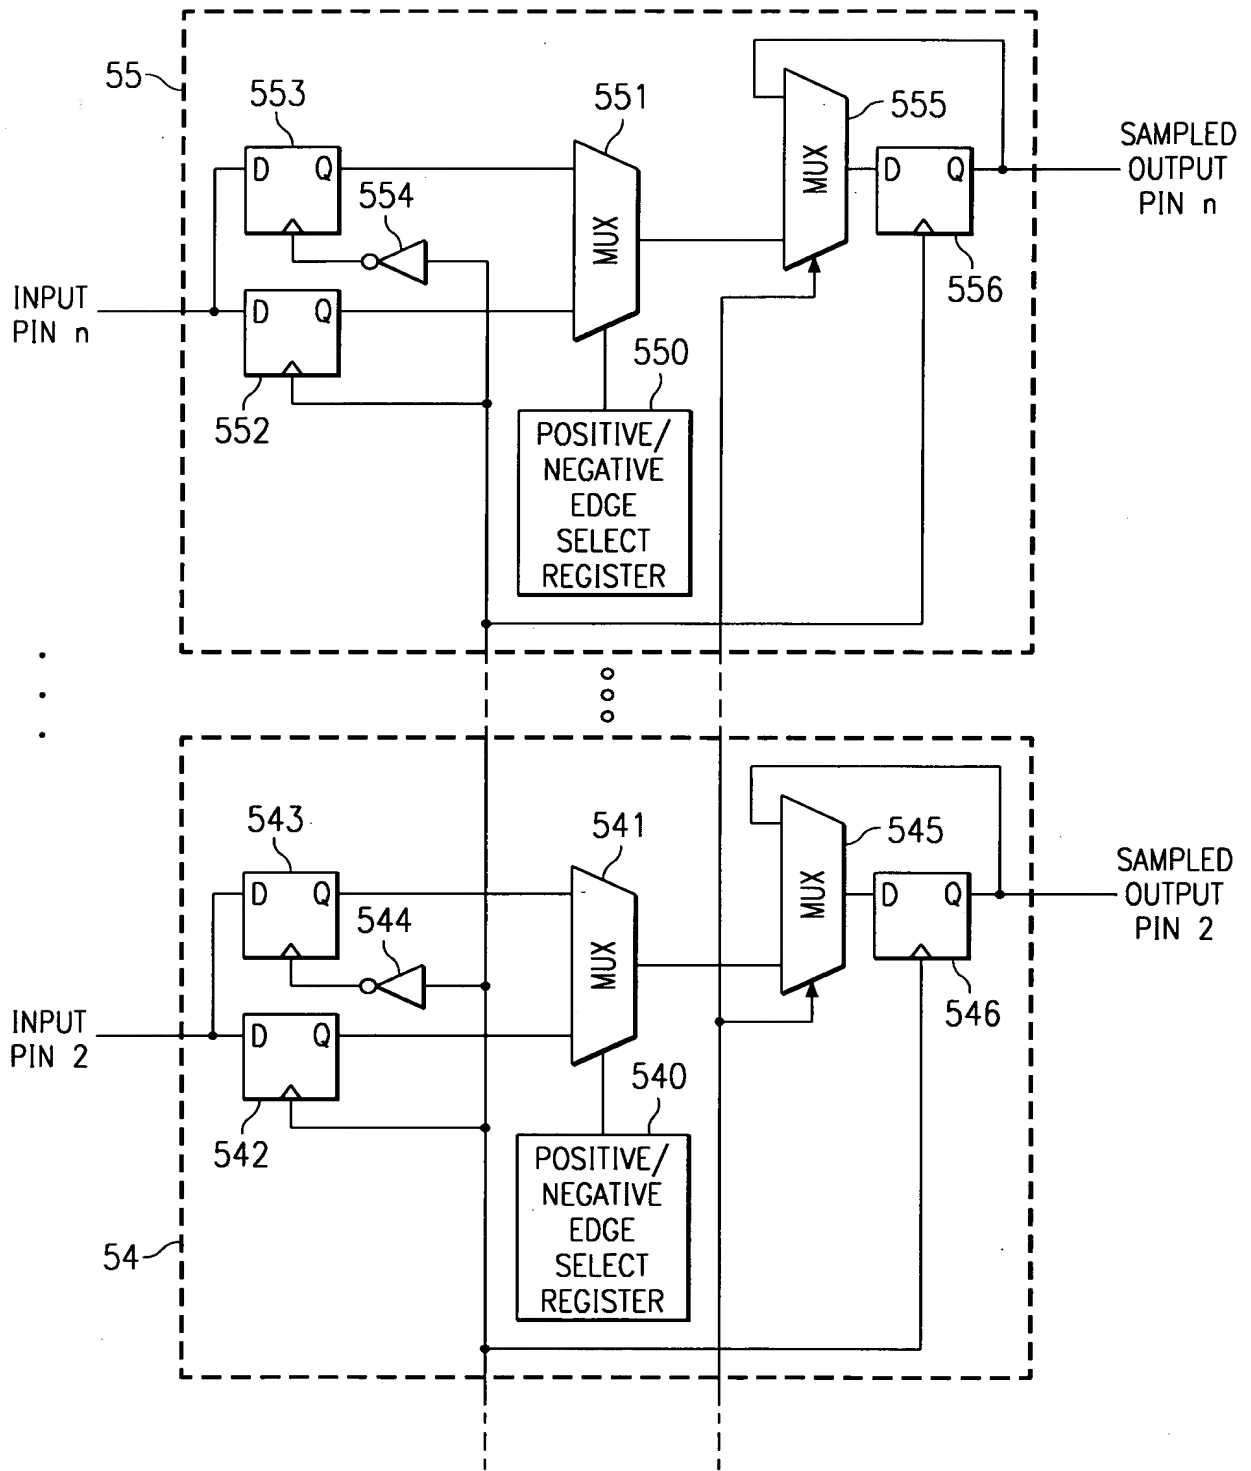 55
553
551
555
SAMPLED
OUTPUT
PIN n
D Q
554
MUX
MUX
D Q
556
INPUT
PIN n
D Q
552
550
POSITIVE/
NEGATIVE
EDGE
SELECT
REGISTER
543
541
545
SAMPLED
OUTPUT
PIN 2
D Q
544
MUX
MUX
D Q
546
INPUT
PIN 2
D Q
542
540
POSITIVE/
NEGATIVE
EDGE
SELECT
REGISTER
54